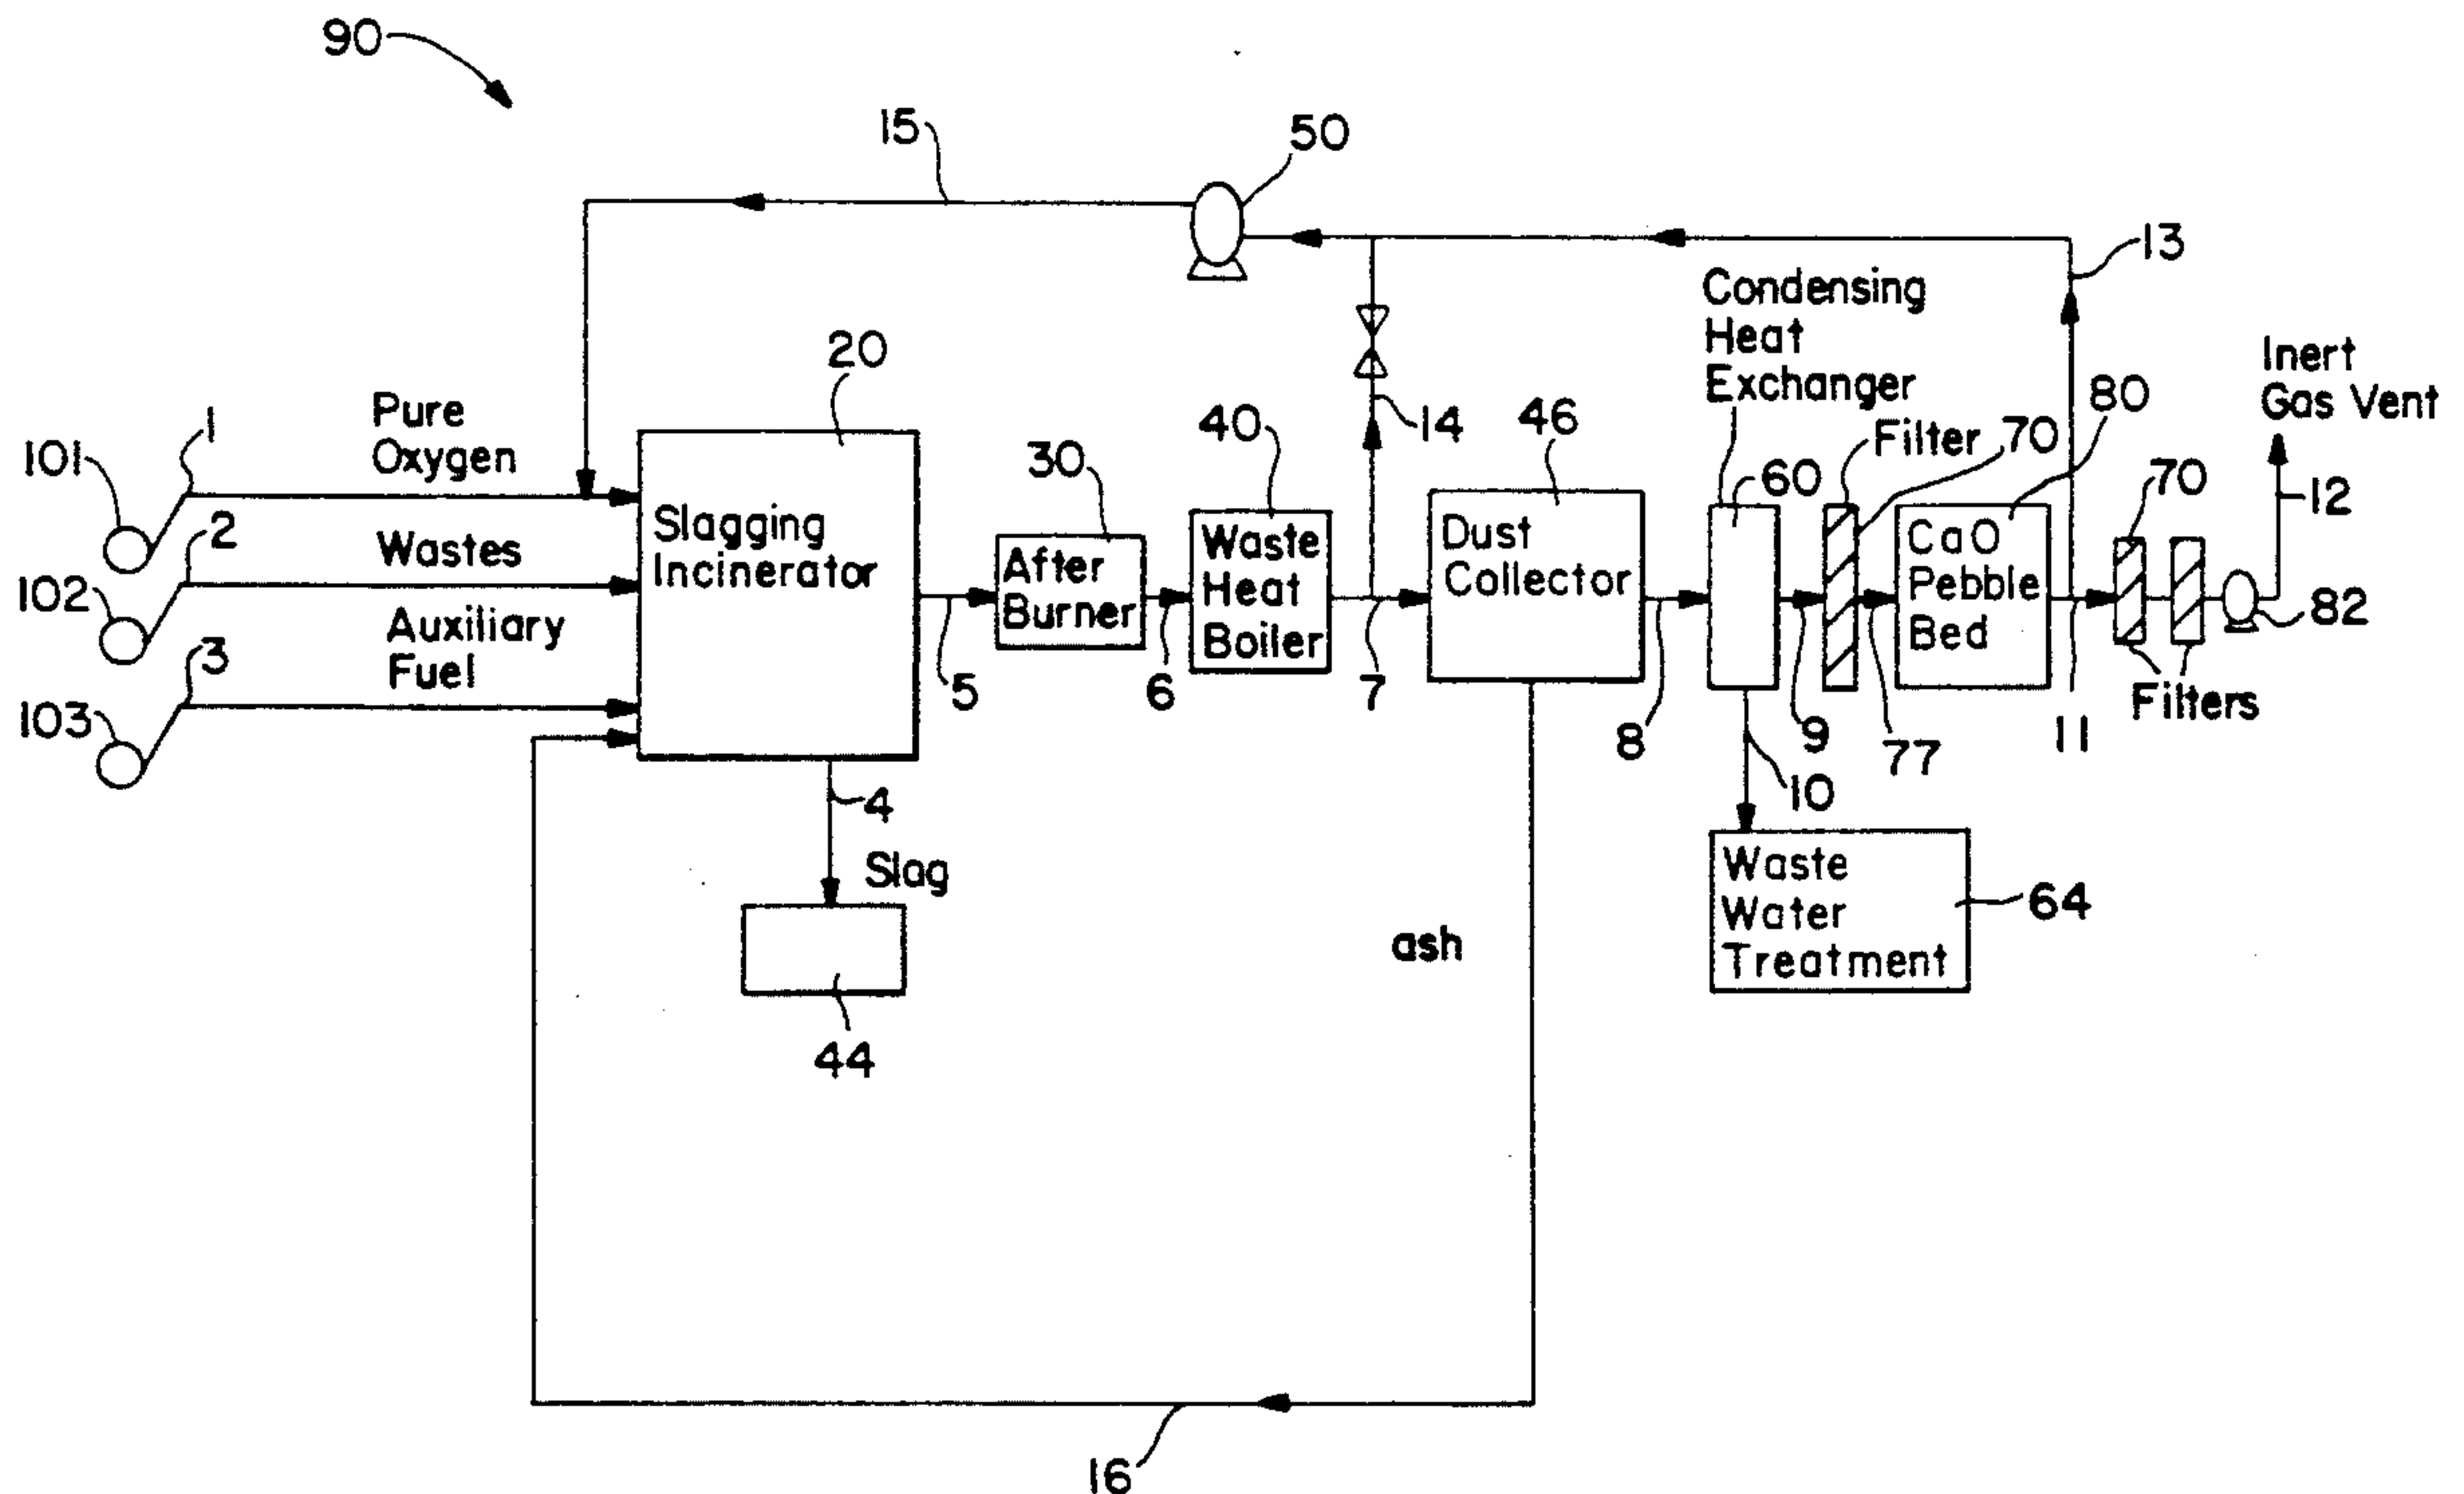 90
15
50
13
Condensing
Heat
Exchanger
Inert
Gas Vent
20
1
Pure
Oxygen
101
14
40
46
Filter
70
80
30
60
70
12
2
Wastes
Slagging
Incinerator
After
Burner
Waste
Heat
Boiler
Dust
Collector
CaO
Pebble
Bed
82
102
Auxiliary
Fuel
3
103
5
6
7
8
9
77
11
Filters
4
10
Slag
44
ash
Waste
Water
Treatment
64
16